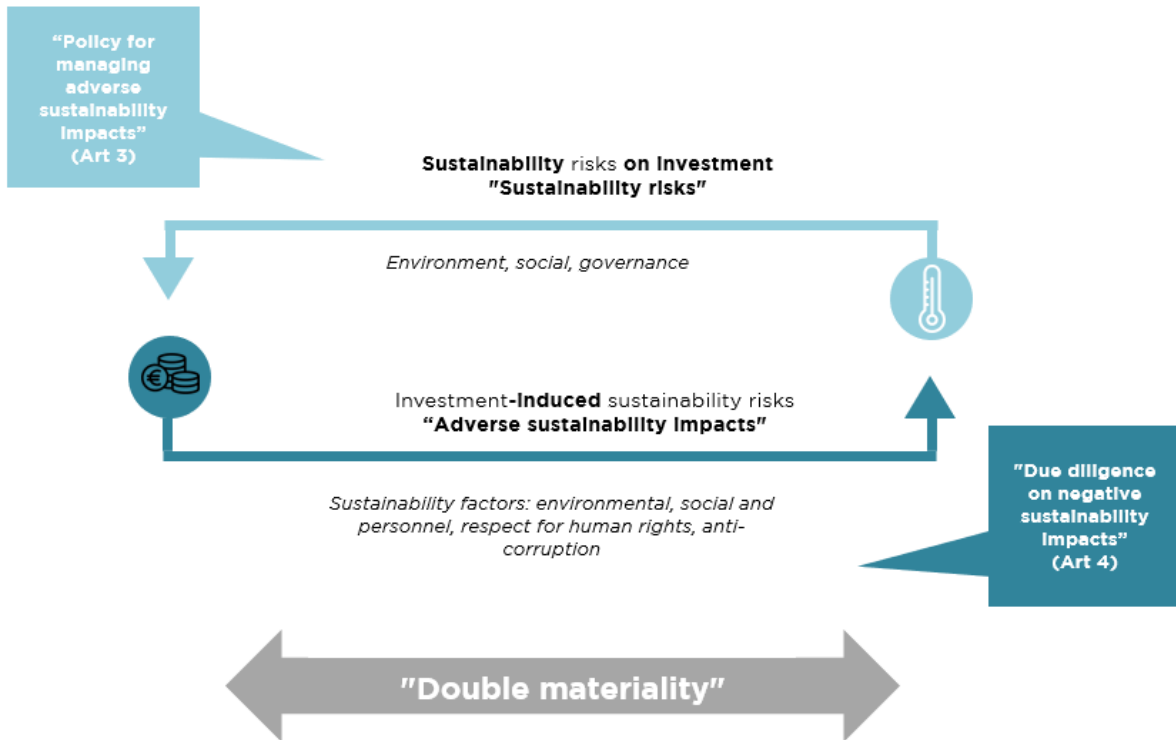 “Policy for
managing
adverse
sustainability
impacts”
(Art 3)
Sustainability risks on investment
"Sustainability risks"
Environment, social, governance
€
Investment-induced sustainability risks
“Adverse sustainability impacts"
Sustainability factors: environmental, social and
personnel, respect for human rights, anti-
corruption
"Due diligence
on negative
sustainability
impacts”
(Art 4)
"Double materiality"